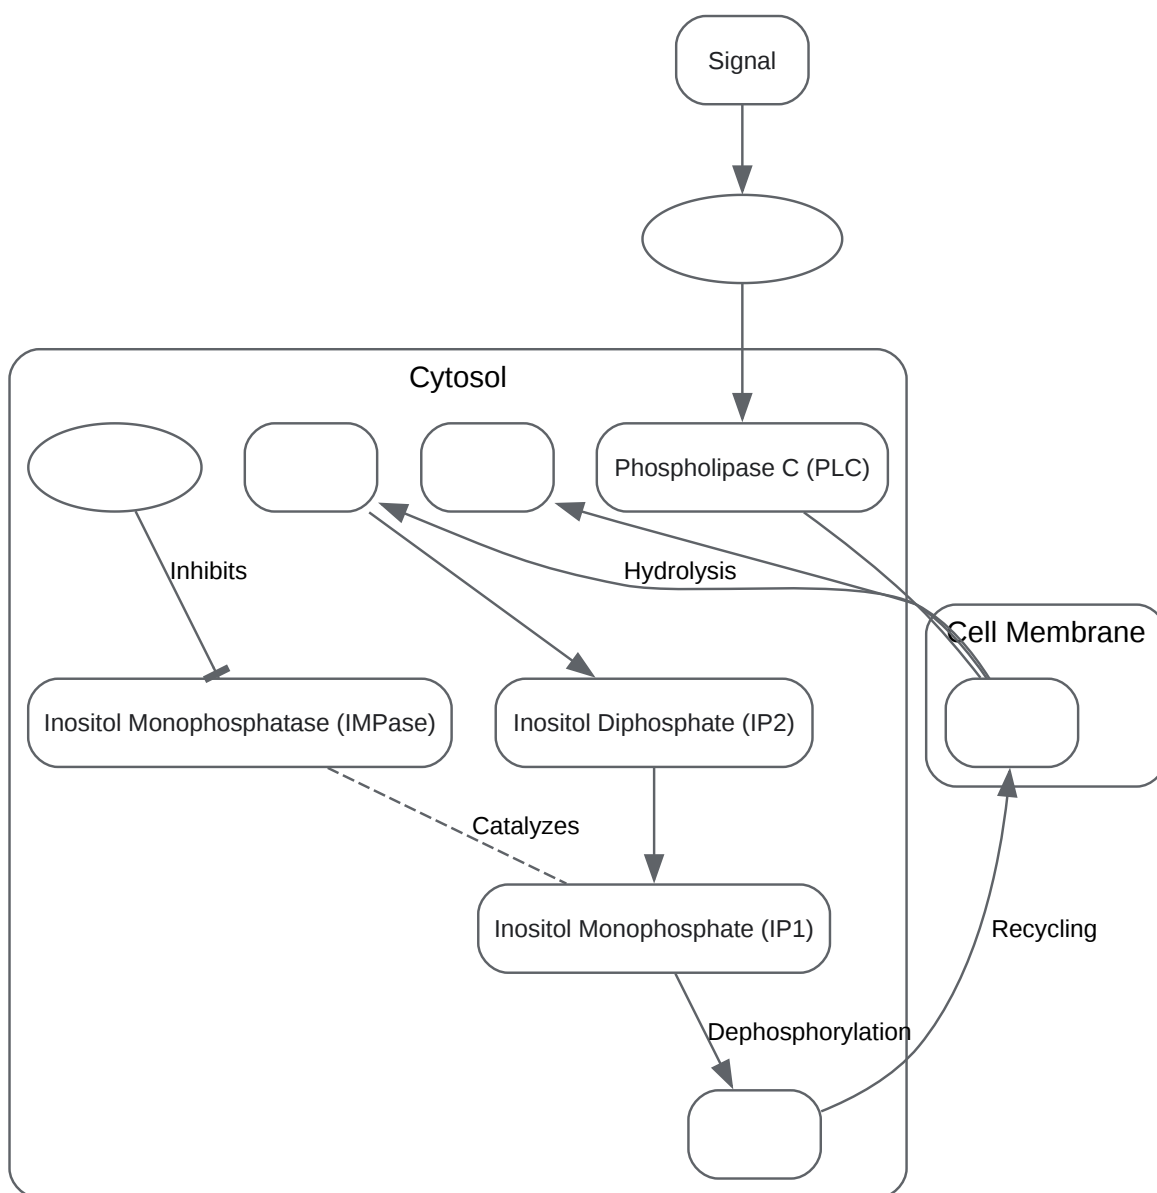 Signal
Cytosol
Phospholipase C (PLC)
Inhibits
Hydrolysis
Cell Membrane
Inositol Monophosphatase (IMPase)
Inositol Diphosphate (IP2)
Catalyzes
Inositol Monophosphate (IP1)
Recycling
Dephosphorylation